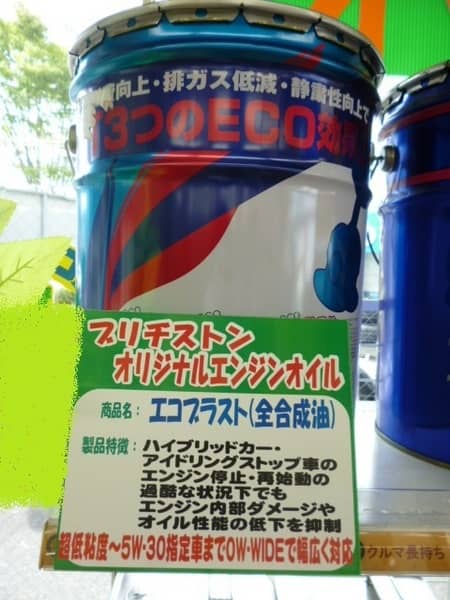 向上・排ガス低減・静粛性向上で
3つのECO効
ブリヂストン
オリジナルエンジンオイル
商品名：エコブラスト(全合成油)
製品特徴：ハイブリッドカー・
アイドリングストップ車の
エンジン停止・再始動の
過酷な状況下でも
エンジン内部ダメージや
オイル性能の低下を抑制
超低粘度～5W-30指定車まで0W-WIDEで幅広く対応
クルマ長持ち